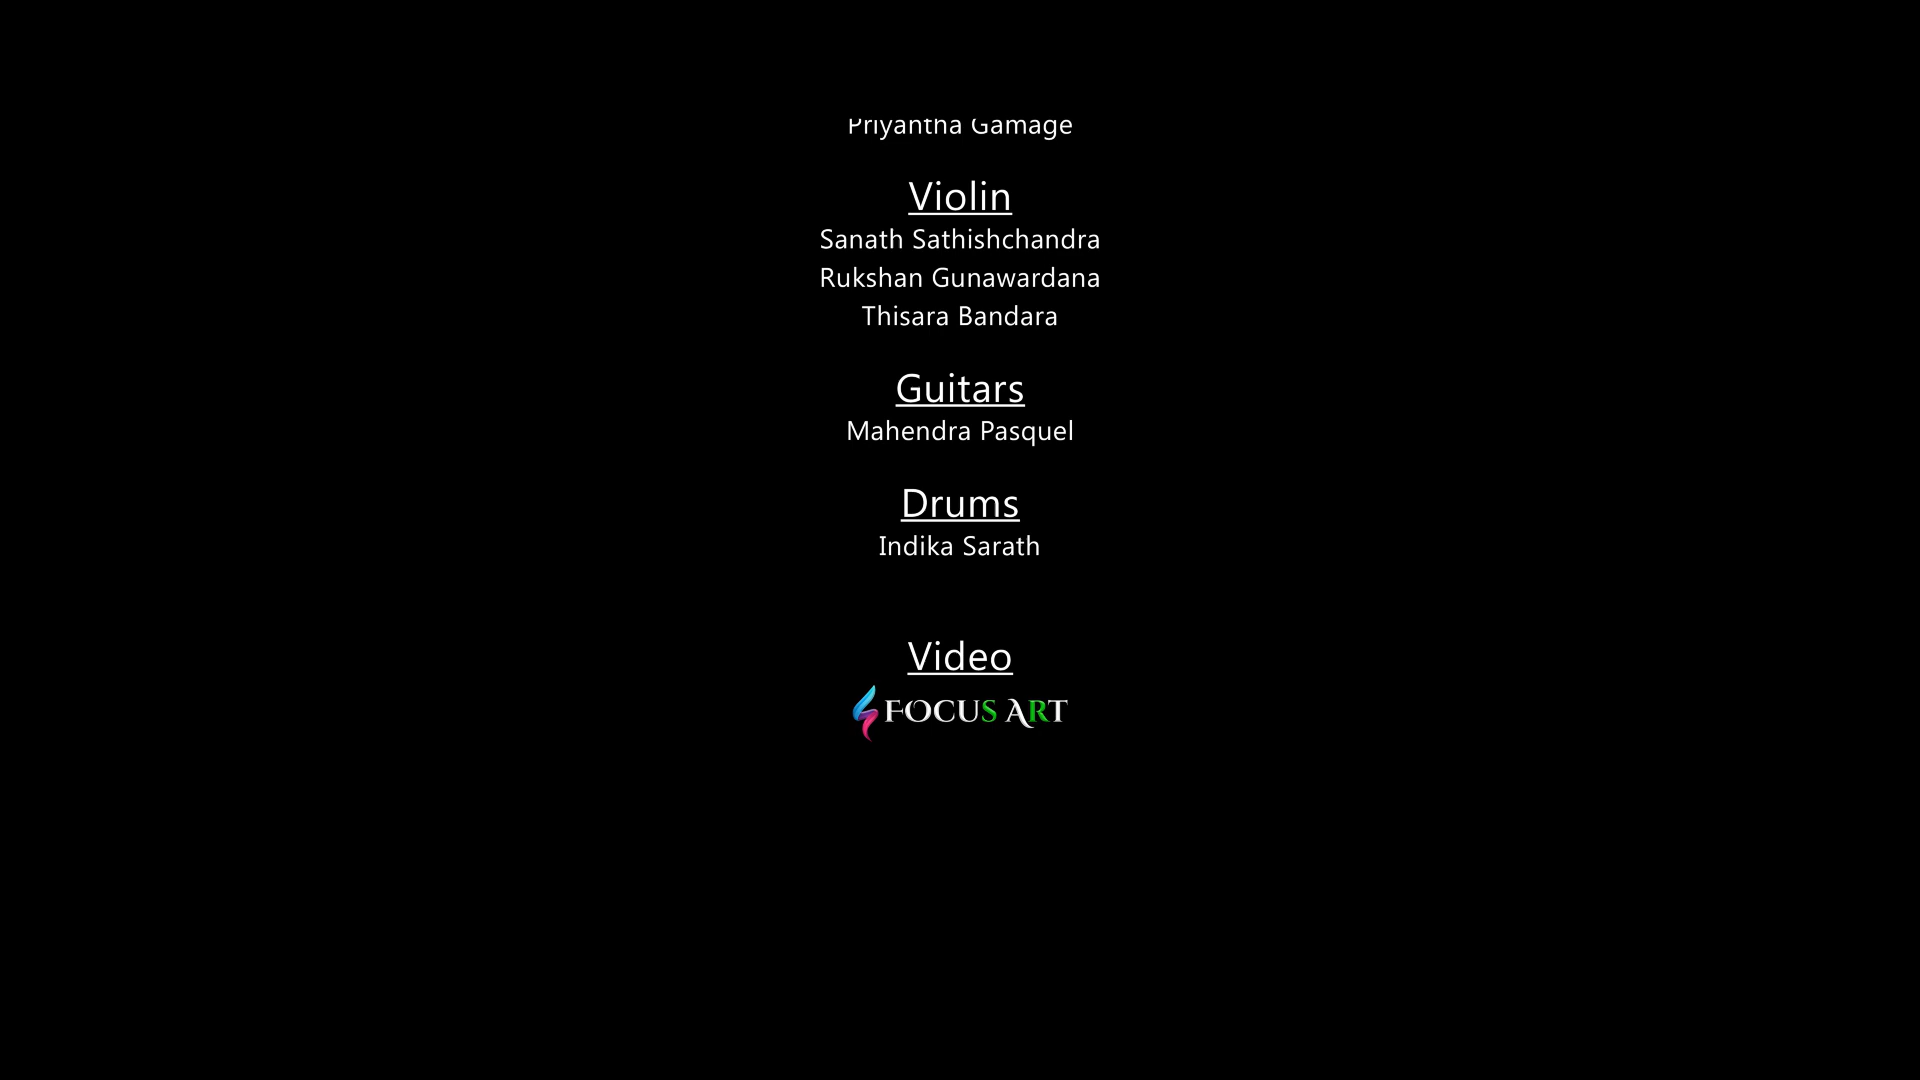 Priyantha Gamage
Violin
Sanath Sathishchandra
Rukshan Gunawardana
Thisara Bandara
Guitars
Mahendra Pasquel
Drums
Indika Sarath
Video
FOCUS ART